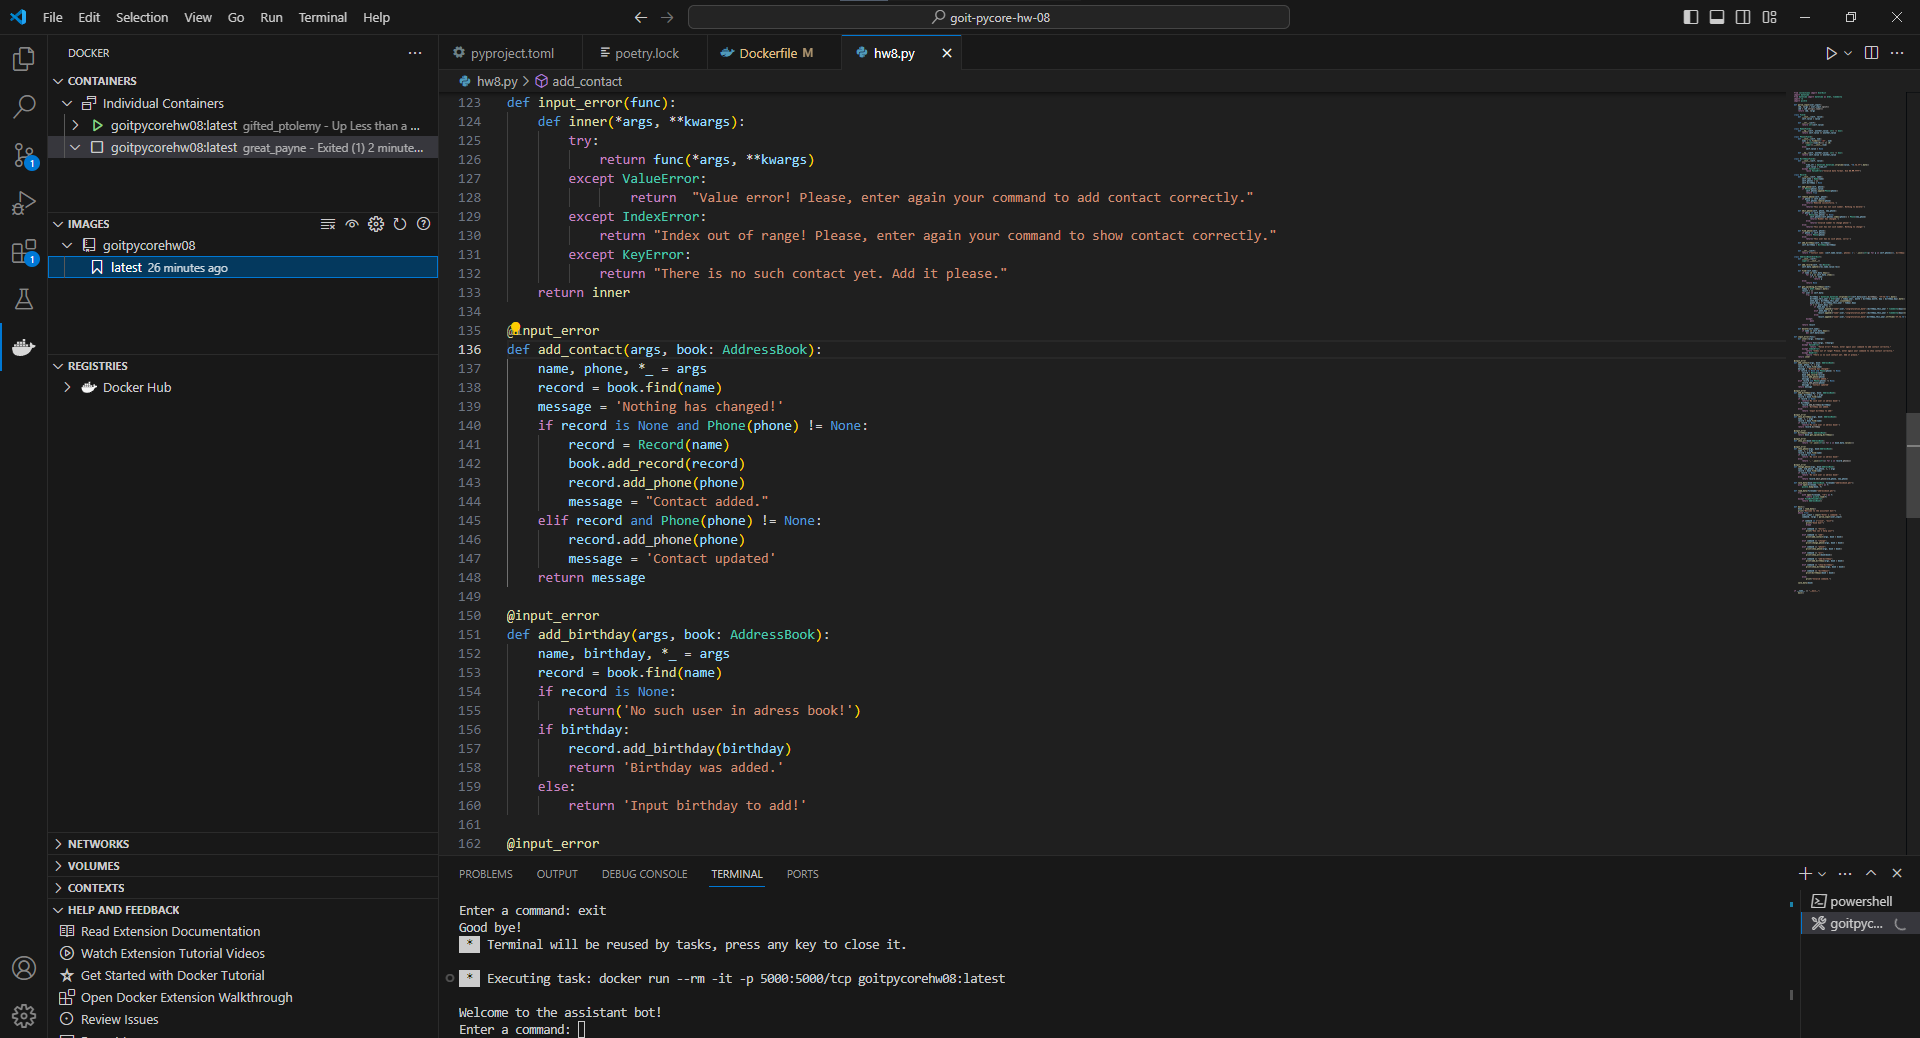 File Edit Selection View Go Run Terminal Help
goit-pycore-hw-08
DOCKER
CONTAINERS
Individual Containers
goitpycorehw08:latest gifted_ptolemy - Up Less than a ...
goitpycorehw08:latest great_payne - Exited (1) 2 minute...
IMAGES
goitpycorehw08
latest 26 minutes ago
REGISTRIES
Docker Hub
NETWORKS
VOLUMES
CONTEXTS
HELP AND FEEDBACK
Read Extension Documentation
Watch Extension Tutorial Videos
Get Started with Docker Tutorial
Open Docker Extension Walkthrough
Review Issues
1
1
pyproject.toml poetry.lock Dockerfile M hw8.py
hw8.py > add_contact
123 def input_error(func):
124 def inner(*args, **kwargs):
125 try:
126 return func(*args, **kwargs)
127 except ValueError:
128 return "Value error! Please, enter again your command to add contact correctly."
129 except IndexError:
130 return "Index out of range! Please, enter again your command to show contact correctly."
131 except KeyError:
132 return "There is no such contact yet. Add it please."
133 return inner
134
135 @input_error
136 def add_contact(args, book: AddressBook):
137 name, phone, *_ = args
138 record = book.find(name)
139 message = 'Nothing has changed!'
140 if record is None and Phone(phone) != None:
141 record = Record(name)
142 book.add_record(record)
143 record.add_phone(phone)
144 message = "Contact added."
145 elif record and Phone(phone) != None:
146 record.add_phone(phone)
147 message = 'Contact updated'
148 return message
149
150 @input_error
151 def add_birthday(args, book: AddressBook):
152 name, birthday, *_ = args
153 record = book.find(name)
154 if record is None:
155 return('No such user in adress book!')
156 if birthday:
157 record.add_birthday(birthday)
158 return 'Birthday was added.'
159 else:
160 return 'Input birthday to add!'
161
162 @input_error
PROBLEMS OUTPUT DEBUG CONSOLE TERMINAL PORTS
Enter a command: exit
Good bye!
* Terminal will be reused by tasks, press any key to close it.
* Executing task: docker run --rm -it -p 5000:5000/tcp goitpycorehw08:latest
Welcome to the assistant bot!
Enter a command:
powershell
goitpyc...